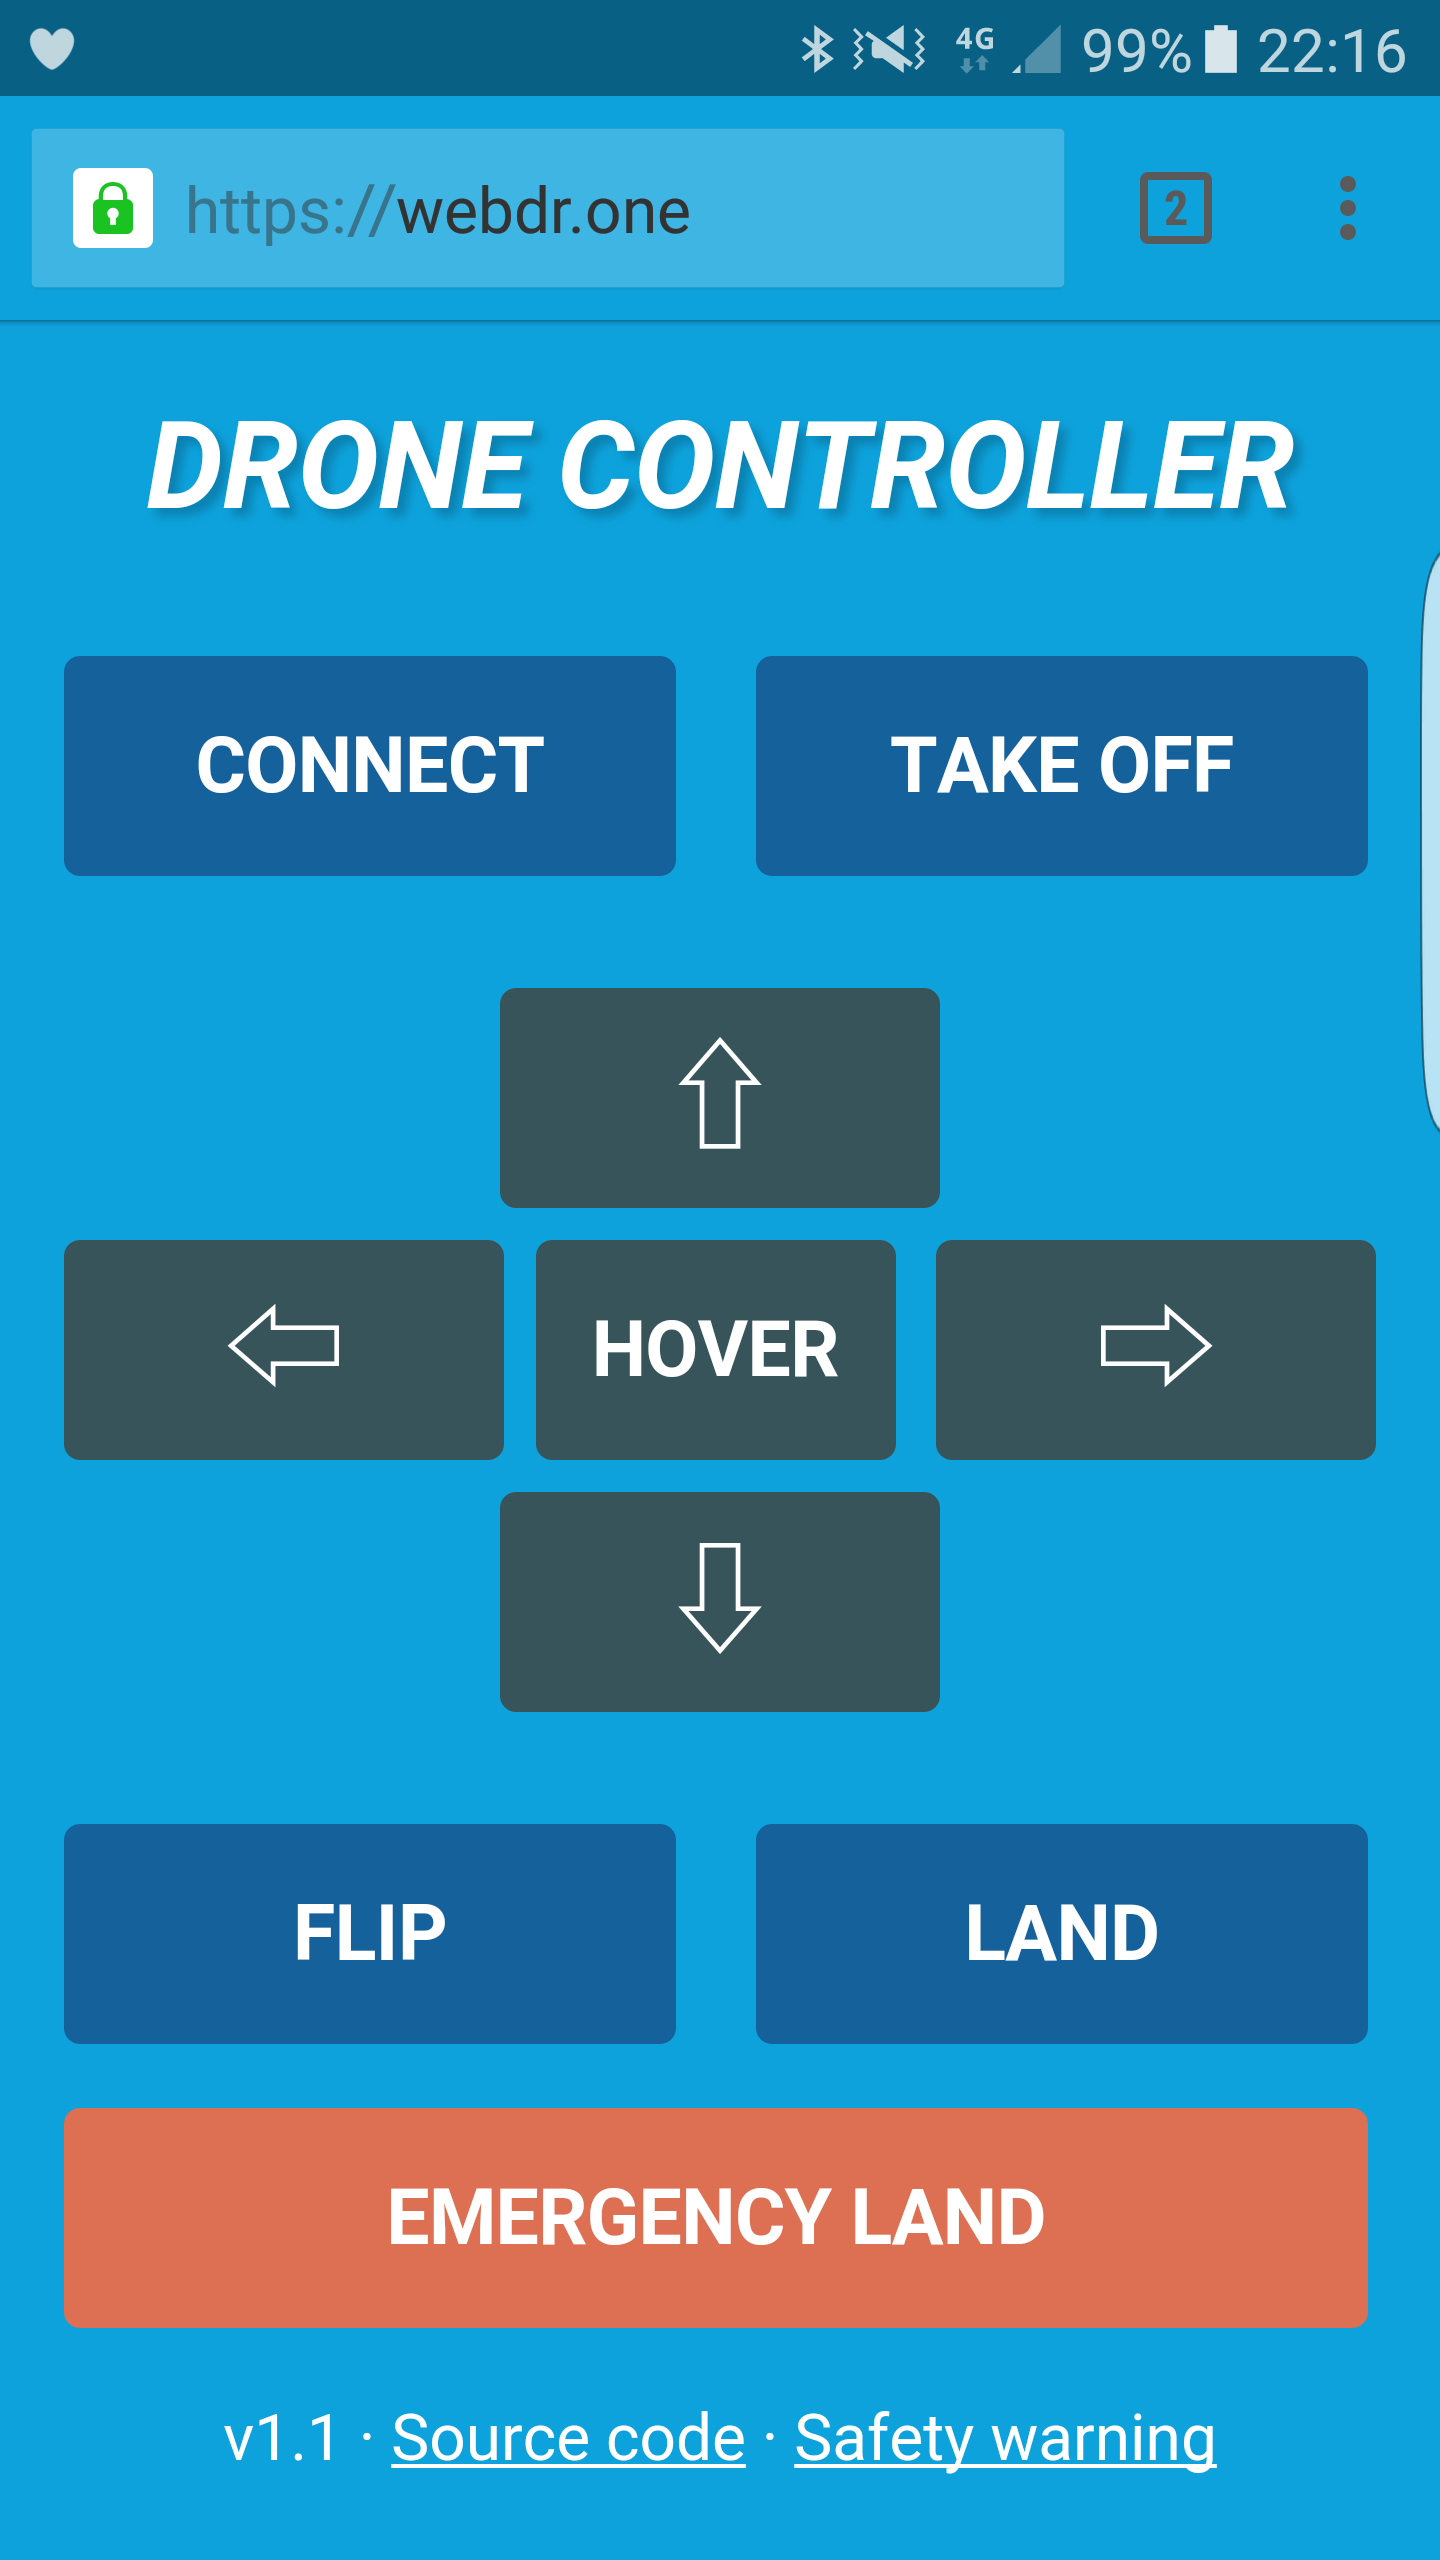 4G 99% 22:16
https://webdr.one 2
DRONE CONTROLLER
CONNECT TAKE OFF
HOVER
FLIP LAND
EMERGENCY LAND
v1.1 · Source code · Safety warning